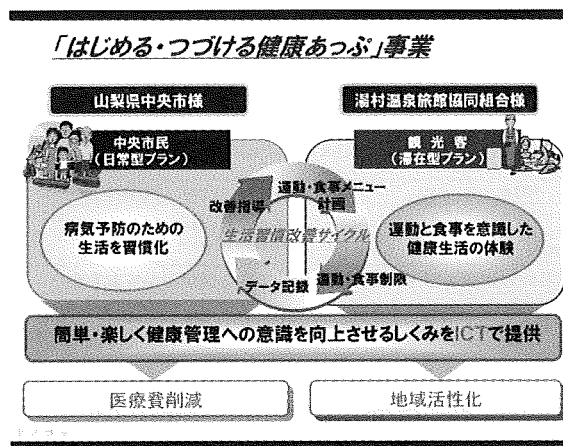 「はじめる・つづける健康あっぷ」事業
山梨県中央市様
湯村温泉旅館協同組合様
中央市民
(日常型プラン)
観光客
(滞在型プラン)
運動・食事メニュー
計画
改善指導
病気予防のための
生活を習慣化
生活習慣改善サイクル
運動と食事を意識した
健康生活の体験
データ記録
運動・食事制限
簡単・楽しく健康管理への意識を向上させるしくみをICTで提供
医療費削減
地域活性化